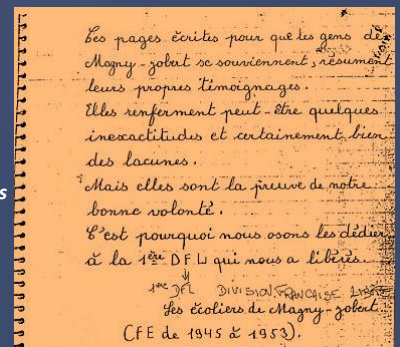 Ces pages écrites pour que les gens de
Magny-jobert se souviennent, résument
leurs propres témoignages.
Elles renferment peut-être quelques
inexactitudes et certainement bien
des lacunes.
Mais elles sont la preuve de notre
bonne volonté.
C'est pourquoi nous osons les dédier
à la 1ère DFL qui nous a libérés.
1ère DFL DIVISION FRANCAISE LIBRE
Les écoliers de Magny-jobert
(CFE de 1945 à 1953).
s